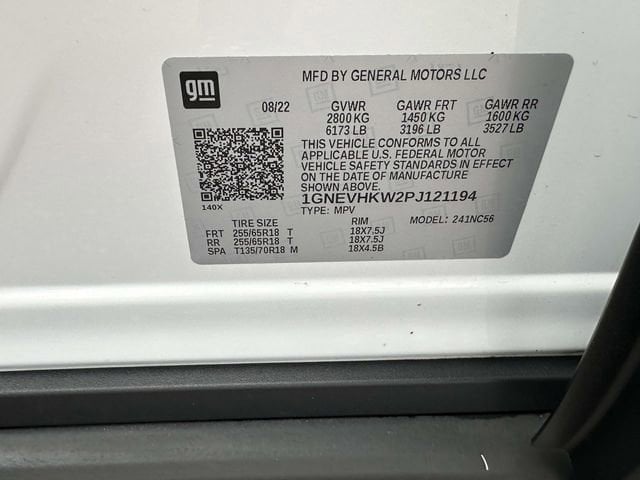 gm
MFD BY GENERAL MOTORS LLC
08/22 GVWR GAWR FRT GAWR RR
2800 KG 1450 KG 1600 KG
6173 LB 3196 LB 3527 LB
THIS VEHICLE CONFORMS TO ALL
APPLICABLE U.S. FEDERAL MOTOR
VEHICLE SAFETY STANDARDS IN EFFECT
ON THE DATE OF MANUFACTURE
SHOWN ABOVE
1GNEVHKW2PJ121194
140X
TYPE: MPV MODEL: 241NC56
TIRE SIZE RIM
FRT 255/65R18 T 18X7.5J
RR 255/65R18 T 18X7.5J
SPA T135/70R18 M 18X4.5B